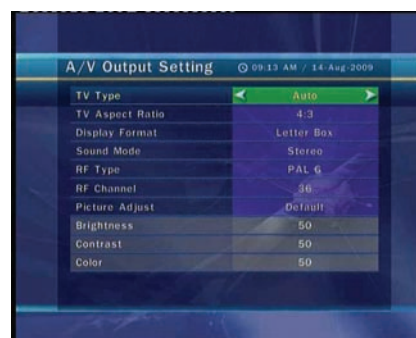 A/V Output Setting 09:13 AM / 14-Aug-2009
TV Type Auto
TV Aspect Ratio 4:3
Display Format Letter Box
Sound Mode Stereo
RF Type PAL G
RF Channel 36
Picture Adjust Default
Brightness 50
Contrast 50
Color 50